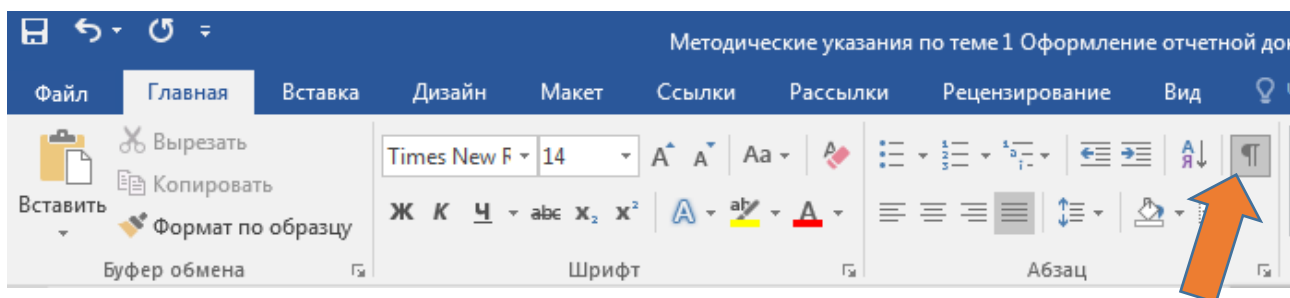 Методические указания по теме 1 Оформление отчетной до
Файл Главная Вставка Дизайн Макет Ссылки Рассылки Рецензирование Вид
Вырезать
Копировать
Формат по образцу
Вставить
Times New R 14 Aa
Ж К Ч abc x₂ x²
Буфер обмена Шрифт Абзац